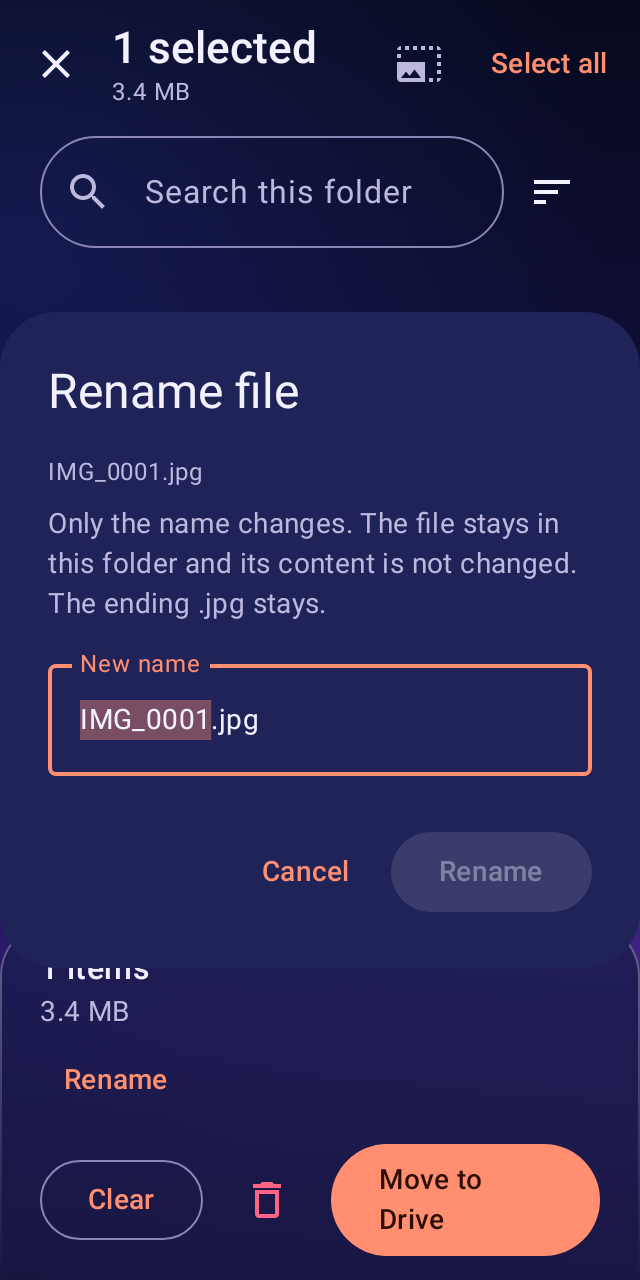 1 selected
3.4 MB
Select all
Search this folder
Rename file
IMG_0001.jpg
Only the name changes. The file stays in
this folder and its content is not changed.
The ending .jpg stays.
New name
IMG_0001.jpg
Cancel
Rename
1 items
3.4 MB
Rename
Clear
Move to
Drive